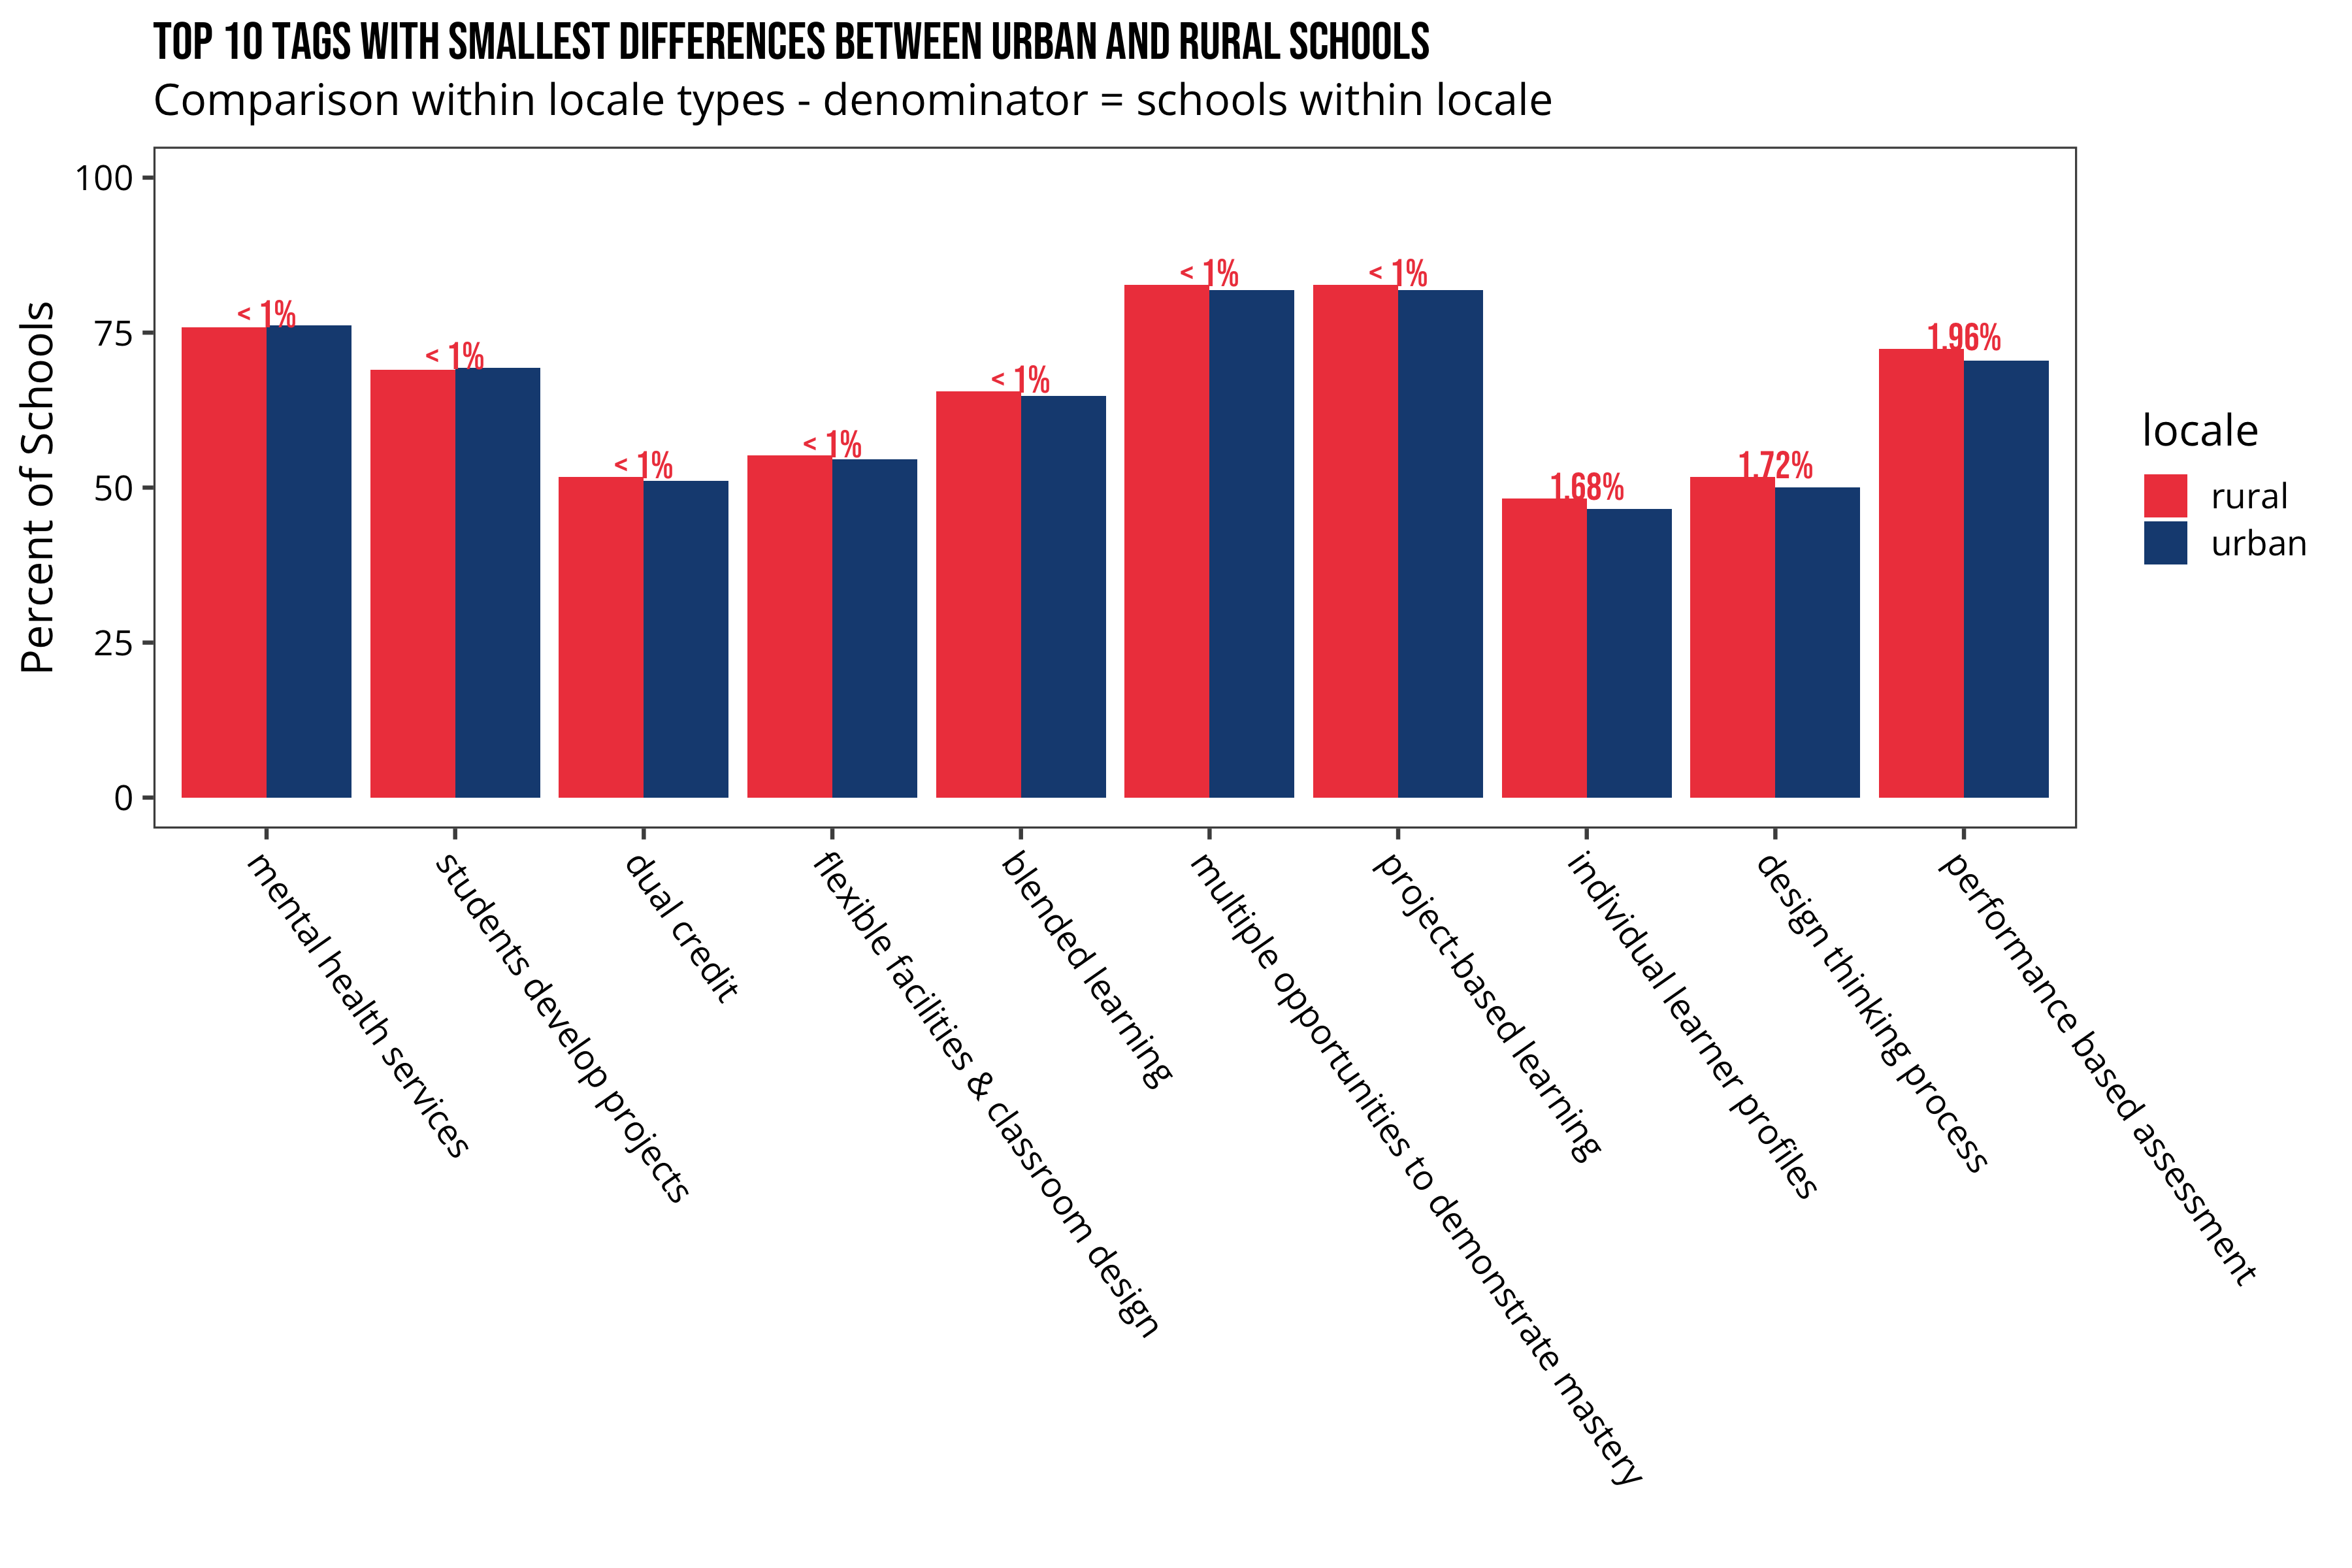 TOP 10 TAGS WITH SMALLEST DIFFERENCES BETWEEN URBAN AND RURAL SCHOOLS
Comparison within locale types - denominator = schools within locale
Percent of Schools
100
75
50
25
0
< 1%
< 1%
< 1%
< 1%
< 1%
< 1%
< 1%
1.68%
1.72%
1.96%
mental health services
students develop projects
dual credit
flexible facilities & classroom design
blended learning
multiple opportunities to demonstrate mastery
project-based learning
individual learner profiles
design thinking process
performance based assessment
locale
rural
urban